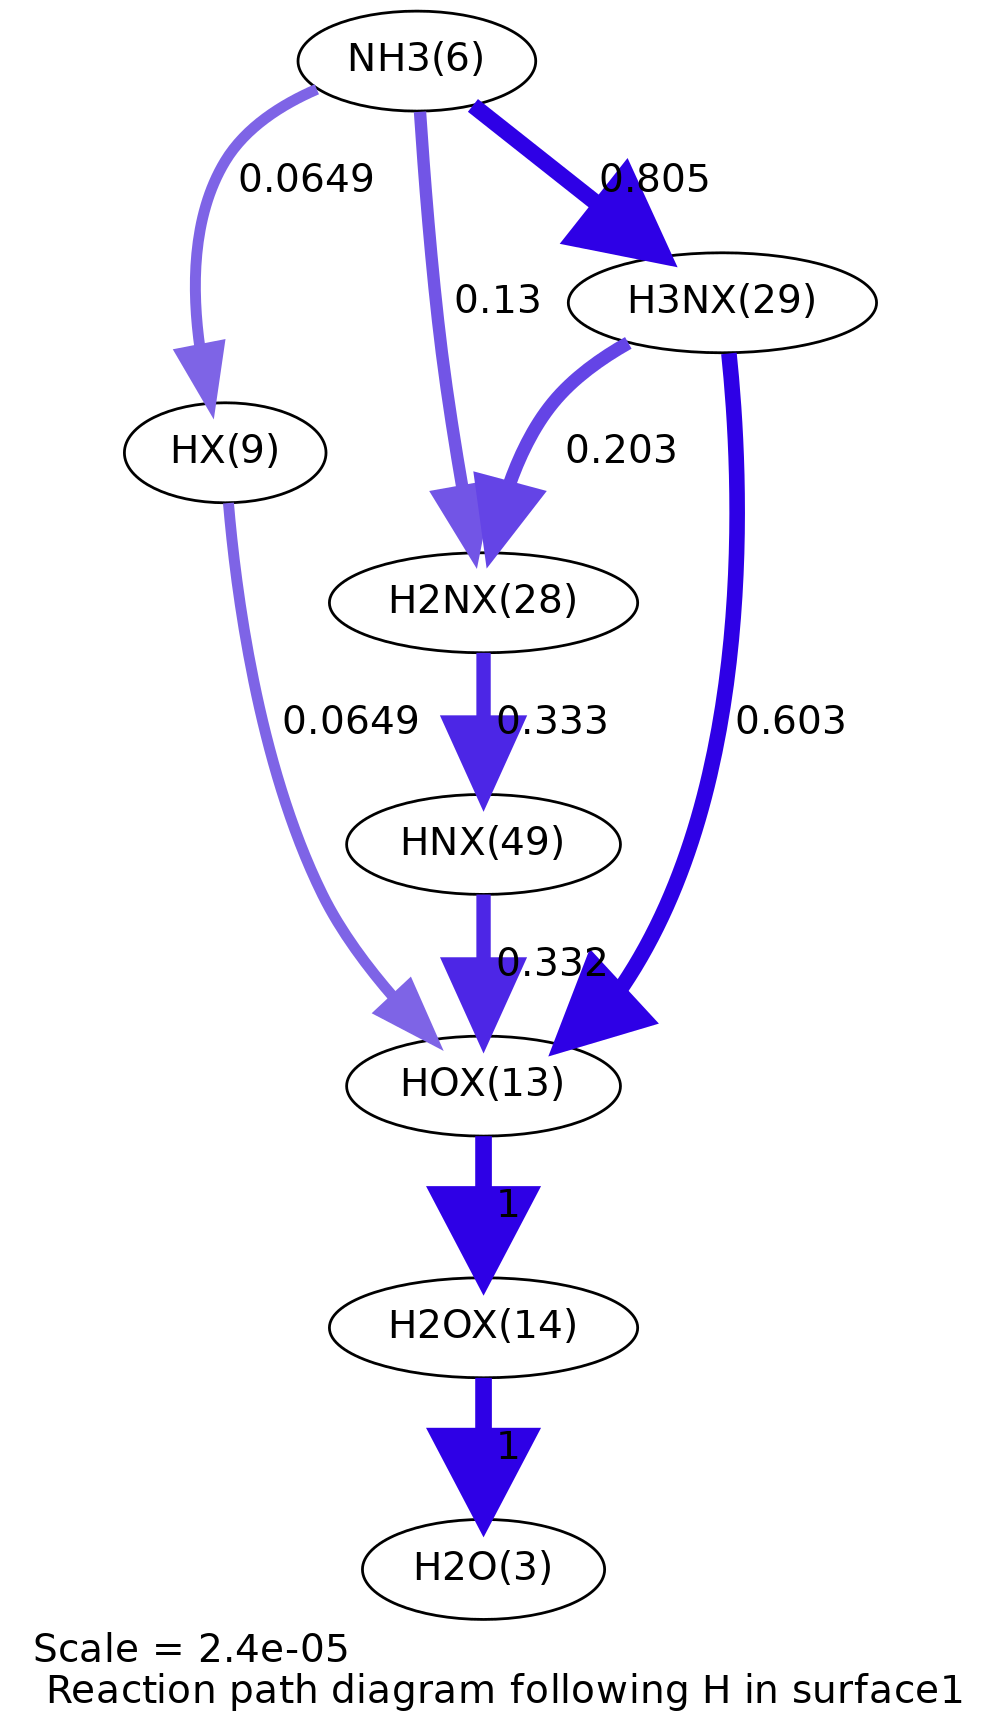 NH3(6)
0.0649
0.805
0.13
H3NX(29)
HX(9)
0.203
H2NX(28)
0.0649
0.333
0.603
HNX(49)
0.332
HOX(13)
1
H2OX(14)
1
H2O(3)
Scale = 2.4e-05
Reaction path diagram following H in surface1